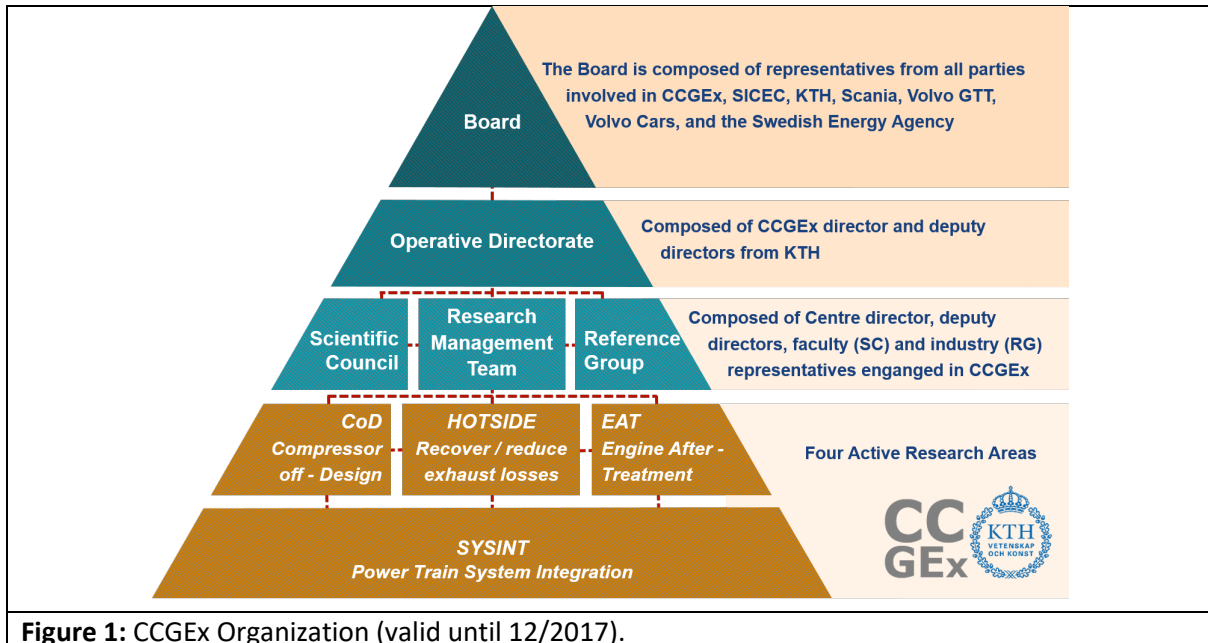 The Board is composed of representatives from all parties
involved in CCGEx, SICEC, KTH, Scania, Volvo GTT,
Volvo Cars, and the Swedish Energy Agency
Board
Operative Directorate
Composed of CCGEx director and deputy
directors from KTH
Scientific
Council
Research
Management
Team
Reference
Group
Composed of Centre director, deputy
directors, faculty (SC) and industry (RG)
representatives enganged in CCGEx
CoD
Compressor
off - Design
HOTSIDE
Recover / reduce
exhaust losses
EAT
Engine After -
Treatment
Four Active Research Areas
SYSINT
Power Train System Integration
CC
GEx
KTH
VETENSKAP
OCH KONST
Figure 1: CCGEx Organization (valid until 12/2017).